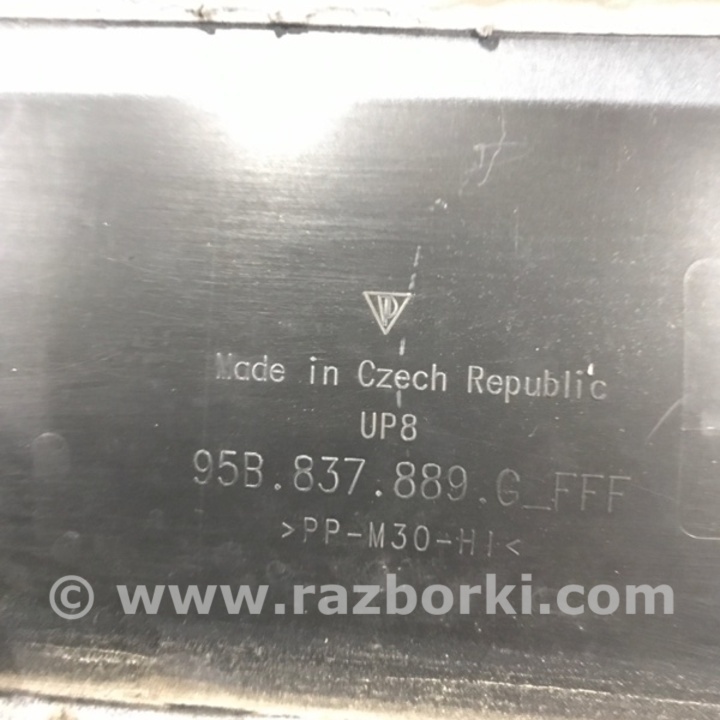 Made in Czech Republic
UP8
95B.837.889.G_FFF
>PP-M30-HI<
© www.razborki.com